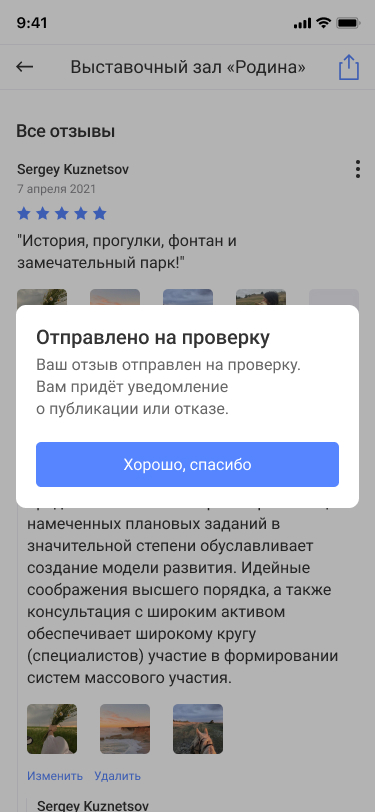 9:41
Выставочный зал «Родина»
Все отзывы
Sergey Kuznetsov
7 апреля 2021
"История, прогулки, фонтан и
замечательный парк!"
Отправлено на проверку
Ваш отзыв отправлен на проверку.
Вам придёт уведомление
о публикации или отказе.
Хорошо, спасибо
намеченных плановых заданий в
значительной степени обуславливает
создание модели развития. Идейные
соображения высшего порядка, а также
консультация с широким активом
обеспечивает широкому кругу
(специалистов) участие в формировании
систем массового участия.
Изменить Удалить
Sergey Kuznetsov